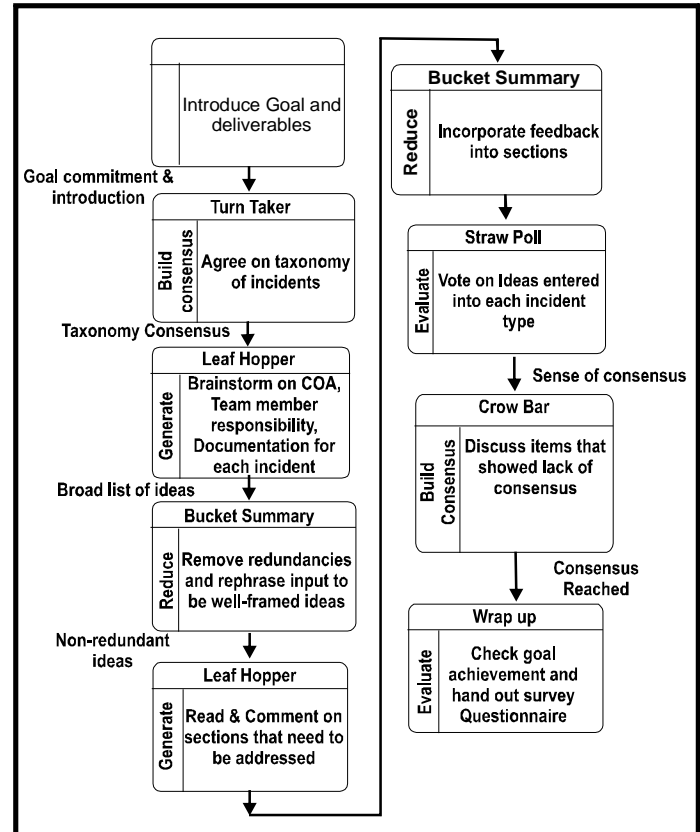 Introduce Goal and
deliverables
Goal commitment &
introduction
Turn Taker
Build
consensus
Agree on taxonomy
of incidents
Taxonomy Consensus
Leaf Hopper
Generate
Brainstorm on COA,
Team member
responsibility,
Documentation for
each incident
Broad list of ideas
Bucket Summary
Reduce
Remove redundancies
and rephrase input to
be well-framed ideas
Non-redundant
ideas
Leaf Hopper
Generate
Read & Comment on
sections that need to
be addressed
Bucket Summary
Reduce
Incorporate feedback
into sections
Straw Poll
Evaluate
Vote on Ideas entered
into each incident
type
Sense of consensus
Crow Bar
Build
Consensus
Discuss items that
showed lack of
consensus
Consensus
Reached
Wrap up
Evaluate
Check goal
achievement and
hand out survey
Questionnaire